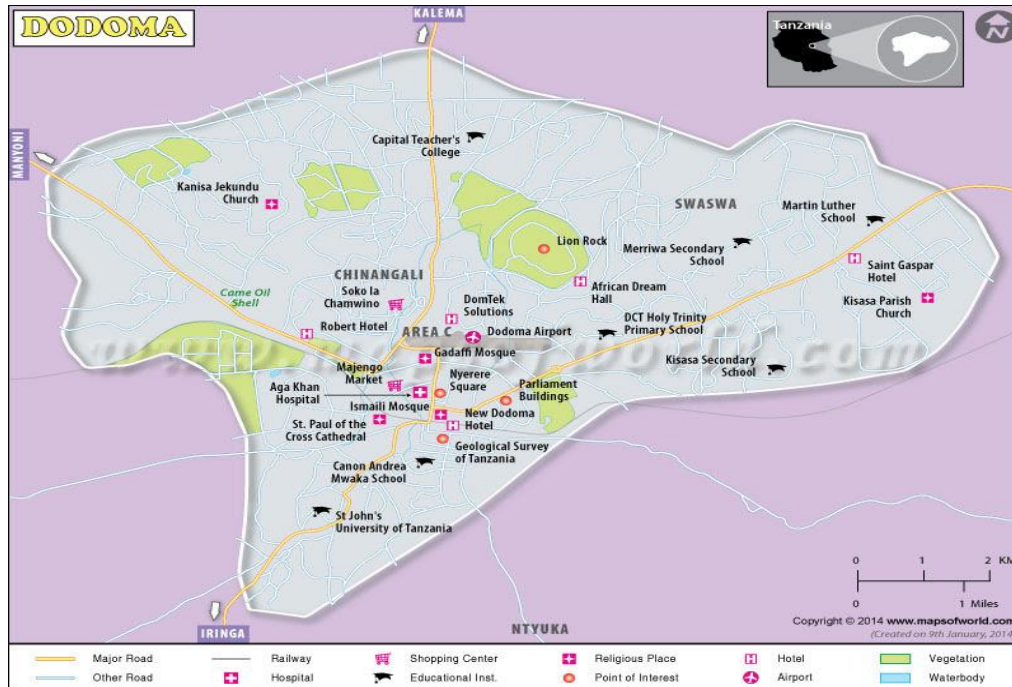 DODOMA
KALEMA
Tanzania
N
MANYONI
Capital Teacher's
College
Kanisa Jekundu
Church
SWASWA
Martin Luther
School
Lion Rock
Merriwa Secondary
School
Saint Gaspar
Hotel
CHINANGALI
African Dream
Hall
Came Oil
Shell
Soko la
Chamwino
DomTek
Solutions
Kisasa Parish
Church
Robert Hotel
AREA C
Dodoma Airport
DCT Holy Trinity
Primary School
Gadaffi Mosque
Kisasa Secondary
School
Majengo
Market
Nyerere
Square
Parliament
Buildings
Aga Khan
Hospital
Ismaili Mosque
St. Paul of the
Cross Cathedral
New Dodoma
Hotel
Geological Survey
of Tanzania
Canon Andrea
Mwaka School
St John's
University of Tanzania
IRINGA
NTYUKA
0 1 2 KM
0 1 Miles
Copyright © 2014 www.mapsofworld.com
(Created on 9th January, 2014
Major Road Railway Shopping Center Religious Place Hotel Vegetation
Other Road Hospital Educational Inst. Point of Interest Airport Waterbody